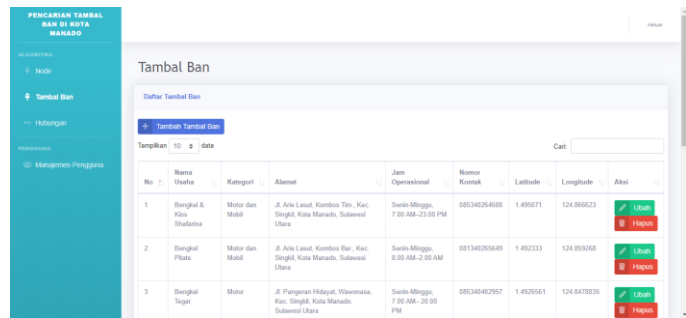 PENCARIAN TAMBAL
BAN DI KOTA
MANADO
Keluar
ALGORITMA
Node
Tambal Ban
Hubungan
PENGGUNA
Manajemen Pengguna
Tambal Ban
Daftar Tambal Ban
+ Tambah Tambal Ban
Tampilkan 10 data
Cari:
No Nama Usaha Kategori Alamat Jam Operasional Nomor Kontak Latitude Longitude Aksi
1 Bengkel & Kios Shafarina Motor dan Mobil Jl. Arie Lasut, Kombos Tim., Kec. Singkil, Kota Manado, Sulawesi Utara Senin-Minggu, 7.00 AM–23.00 PM 085340264688 1.495071 124.866623 Ubah Hapus
2 Bengkel Pitate Motor dan Mobil Jl. Arie Lasut, Kombos Bar., Kec. Singkil, Kota Manado, Sulawesi Utara Senin-Minggu, 8.00 AM–2.00 AM 081340265649 1.492333 124.859268 Ubah Hapus
3 Bengkel Tegar Motor Jl. Pangeran Hidayat, Wawonasa, Kec. Singkil, Kota Manado, Sulawesi Utara Senin-Minggu, 7.00 AM– 20.00 PM 085340402957 1.4926561 124.8478835 Ubah Hapus